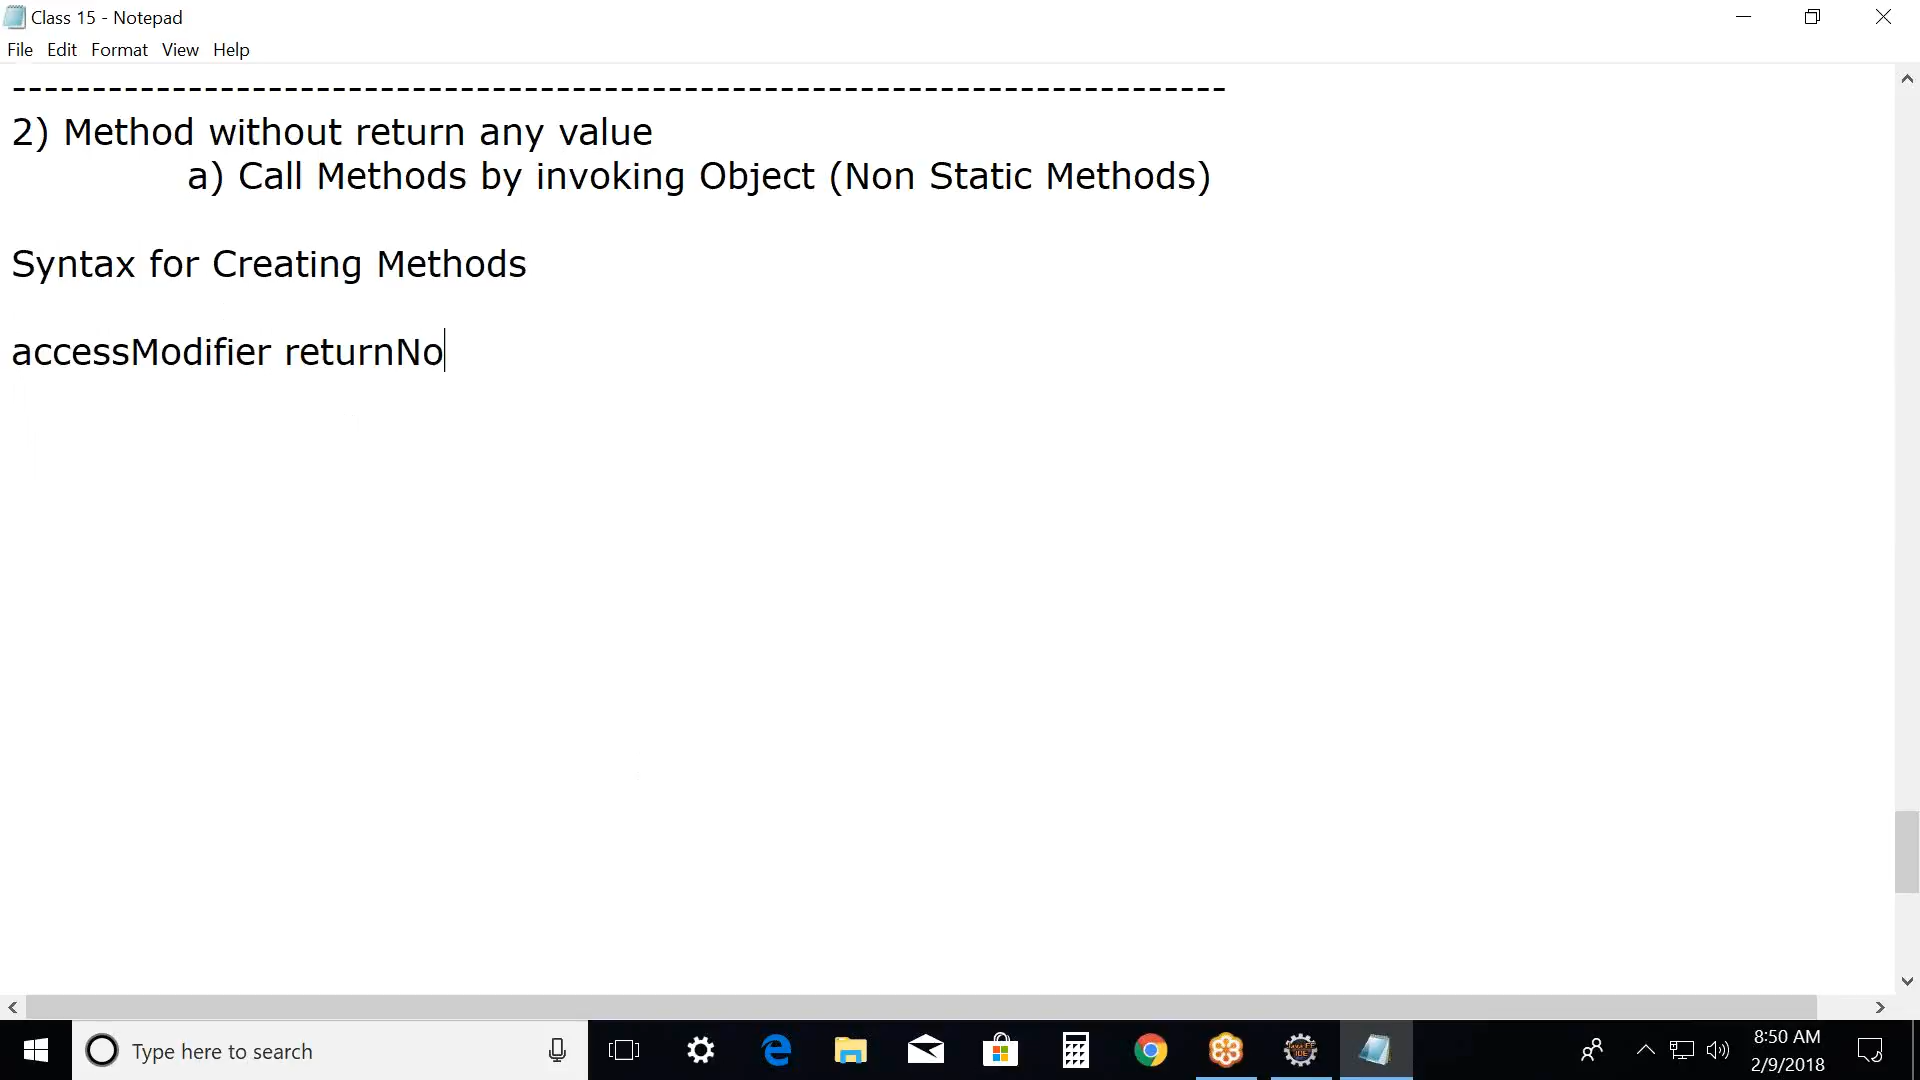 Class 15 - Notepad
File Edit Format View Help
----------------------------------------------------------------------------
2) Method without return any value
a) Call Methods by invoking Object (Non Static Methods)
Syntax for Creating Methods
accessModifier returnNo
Type here to search
8:50 AM
2/9/2018